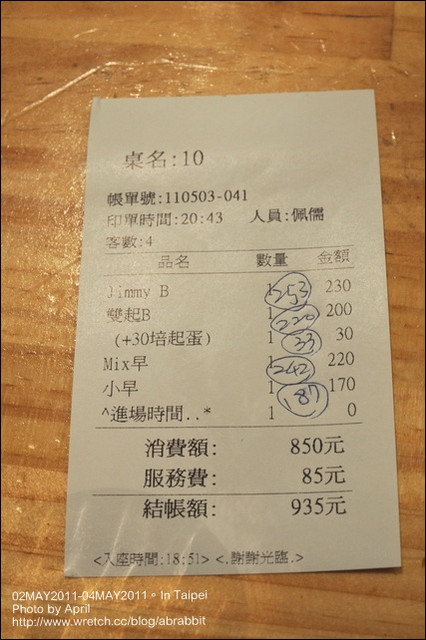 桌名:10
帳單號:110503-041
印單時間:20:43 人員:佩儒
客數:4
品名 數量 金額
Jimmy B 1 253 230
雙起B 1 220 200
(+30培起蛋) 1 33 30
Mix早 1 242 220
小早 1 187 170
^進場時間..* 1 0
消費額: 850元
服務費: 85元
結帳額: 935元
<入座時間:18:51> <.謝謝光臨.>
02MAY2011-04MAY2011。In Taipei
Photo by April
http://www.wretch.cc/blog/abrabbit